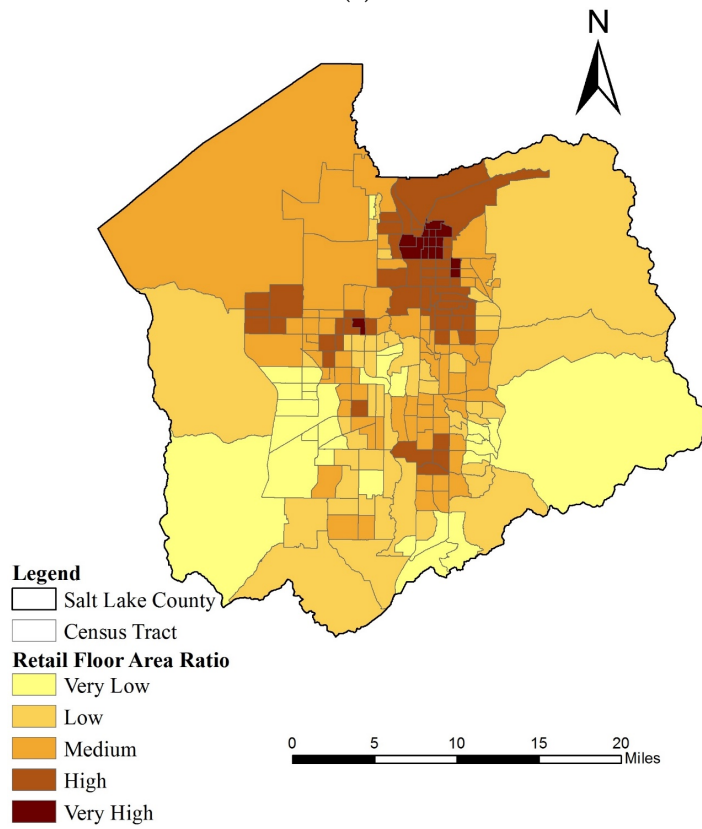 N
Legend
Salt Lake County
Census Tract
Retail Floor Area Ratio
Very Low
Low
Medium
High
Very High
0 5 10 15 20
Miles